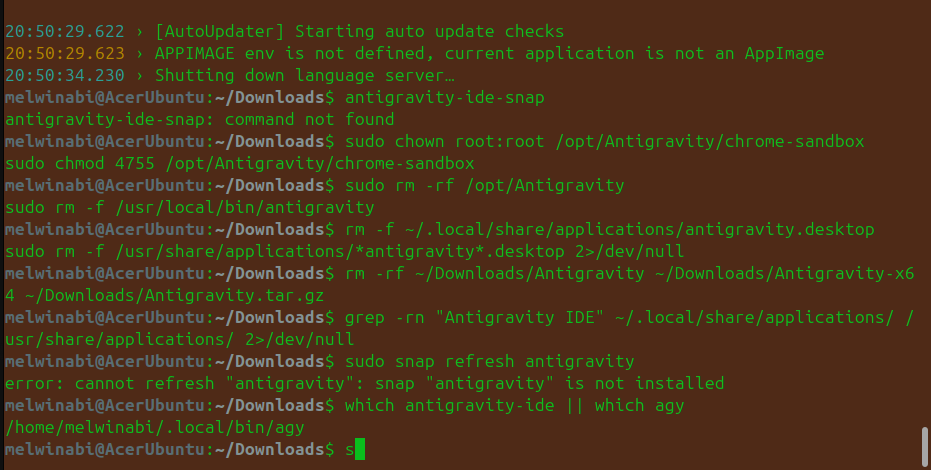 20:50:29.622 › [AutoUpdater] Starting auto update checks
20:50:29.623 › APPIMAGE env is not defined, current application is not an AppImage
20:50:34.230 › Shutting down language server…
melwinabi@AcerUbuntu:~/Downloads$ antigravity-ide-snap
antigravity-ide-snap: command not found
melwinabi@AcerUbuntu:~/Downloads$ sudo chown root:root /opt/Antigravity/chrome-sandbox
sudo chmod 4755 /opt/Antigravity/chrome-sandbox
melwinabi@AcerUbuntu:~/Downloads$ sudo rm -rf /opt/Antigravity
sudo rm -f /usr/local/bin/antigravity
melwinabi@AcerUbuntu:~/Downloads$ rm -f ~/.local/share/applications/antigravity.desktop
sudo rm -f /usr/share/applications/*antigravity*.desktop 2>/dev/null
melwinabi@AcerUbuntu:~/Downloads$ rm -rf ~/Downloads/Antigravity ~/Downloads/Antigravity-x6
4 ~/Downloads/Antigravity.tar.gz
melwinabi@AcerUbuntu:~/Downloads$ grep -rn "Antigravity IDE" ~/.local/share/applications/ /
usr/share/applications/ 2>/dev/null
melwinabi@AcerUbuntu:~/Downloads$ sudo snap refresh antigravity
error: cannot refresh "antigravity": snap "antigravity" is not installed
melwinabi@AcerUbuntu:~/Downloads$ which antigravity-ide || which agy
/home/melwinabi/.local/bin/agy
melwinabi@AcerUbuntu:~/Downloads$ s